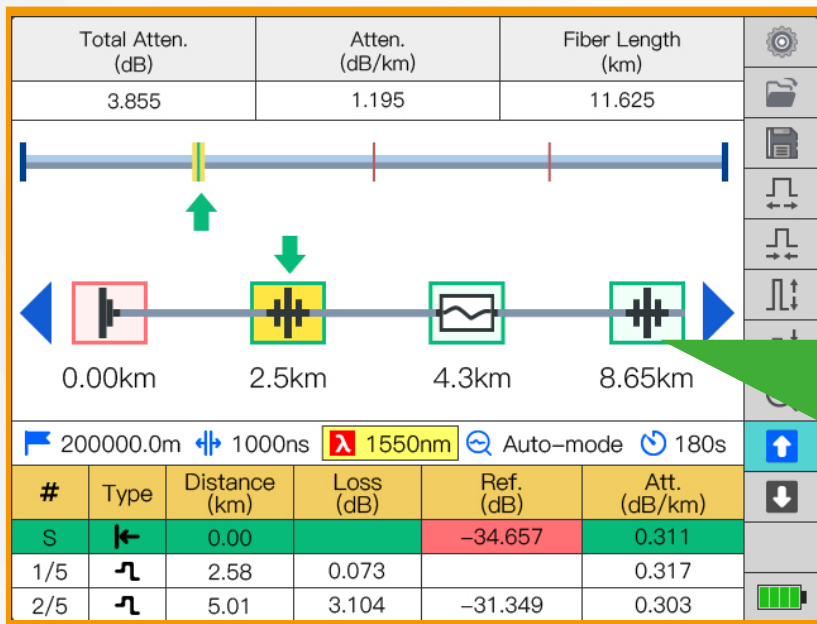 Total Atten. (dB) Atten. (dB/km) Fiber Length (km)
3.855 1.195 11.625
0.00km 2.5km 4.3km 8.65km
200000.0m 1000ns λ 1550nm Auto-mode 180s
# Type Distance (km) Loss (dB) Ref. (dB) Att. (dB/km)
S 0.00 -34.657 0.311
1/5 2.58 0.073 0.317
2/5 5.01 3.104 -31.349 0.303